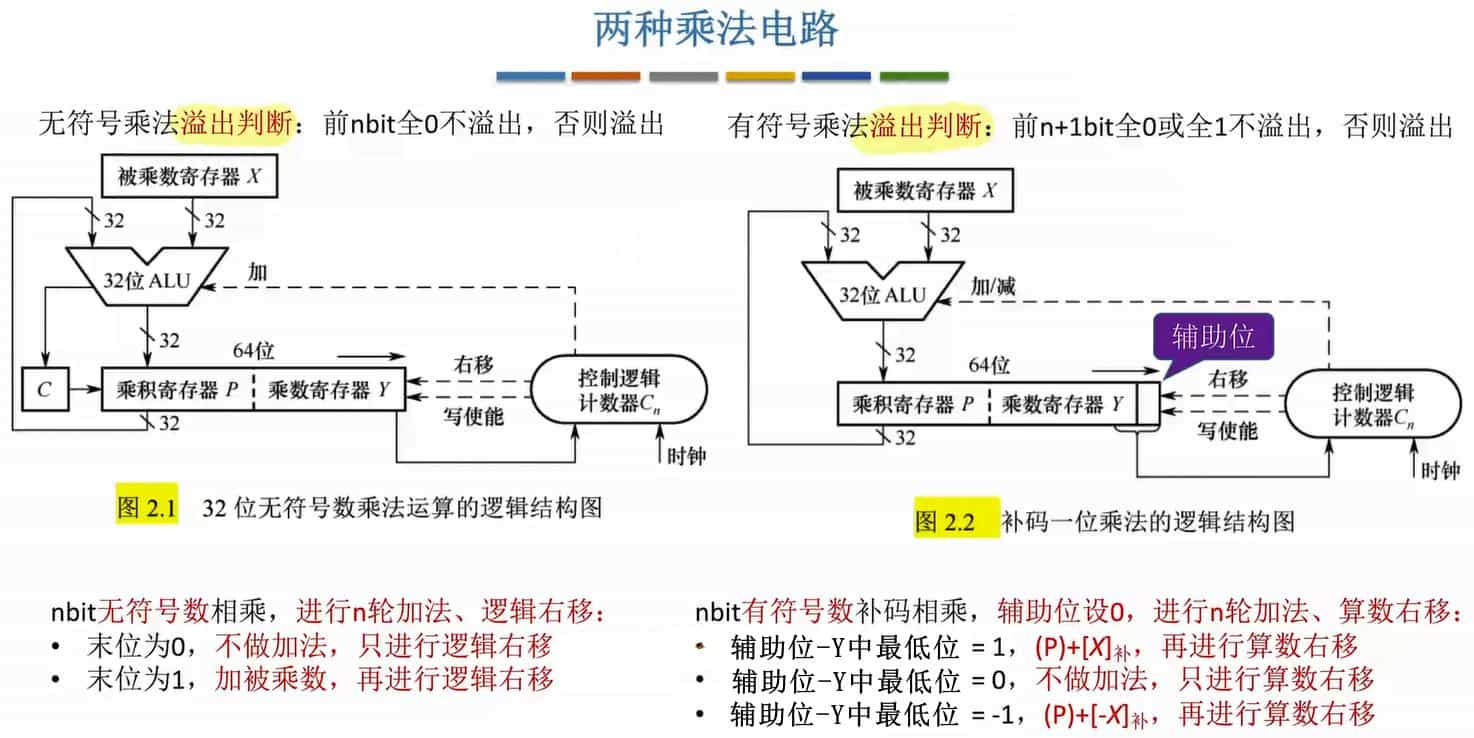 两种乘法电路
无符号乘法溢出判断：前nbit全0不溢出，否则溢出
被乘数寄存器 X
32
32
32位 ALU
加
32
64位
C
乘积寄存器 P
乘数寄存器 Y
32
右移
写使能
控制逻辑
计数器Cn
时钟
图 2.1 32 位无符号数乘法运算的逻辑结构图
nbit无符号数相乘，进行n轮加法、逻辑右移：
• 末位为0，不做加法，只进行逻辑右移
• 末位为1，加被乘数，再进行逻辑右移
有符号乘法溢出判断：前n+1bit全0或全1不溢出，否则溢出
被乘数寄存器 X
32
32
32位 ALU
加/减
辅助位
32
64位
乘积寄存器 P
乘数寄存器 Y
32
右移
写使能
控制逻辑
计数器Cn
时钟
图 2.2 补码一位乘法的逻辑结构图
nbit有符号数补码相乘，辅助位设0，进行n轮加法、算数右移：
• 辅助位-Y中最低位 = 1，(P)+[X]补，再进行算数右移
• 辅助位-Y中最低位 = 0，不做加法，只进行算数右移
• 辅助位-Y中最低位 = -1，(P)+[-X]补，再进行算数右移